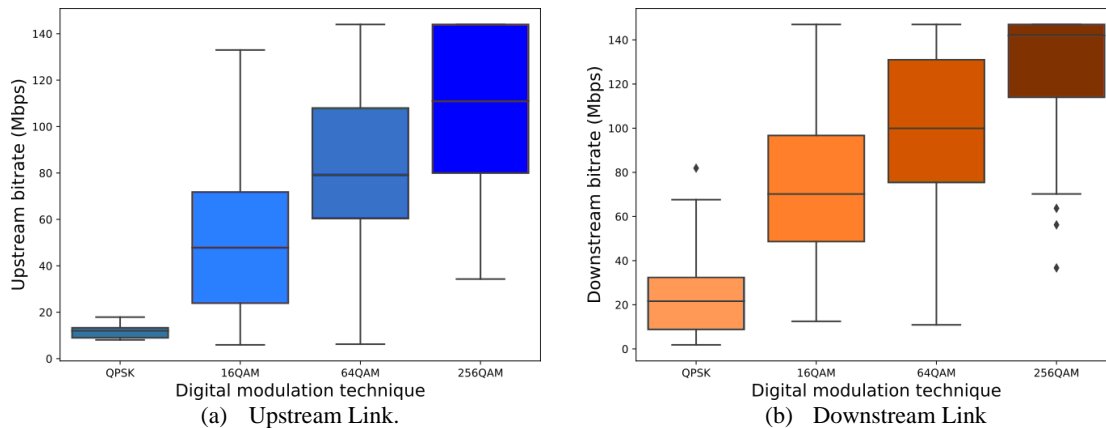 140
120
100
80
60
40
20
0
Upstream bitrate (Mbps)
QPSK 16QAM 64QAM 256QAM
Digital modulation technique
(a) Upstream Link.
140
120
100
80
60
40
20
0
Downstream bitrate (Mbps)
QPSK 16QAM 64QAM 256QAM
Digital modulation technique
(b) Downstream Link